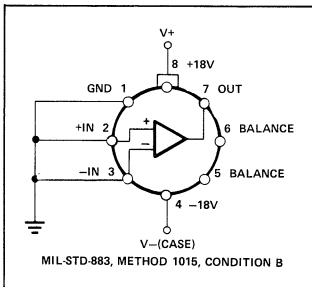 V+
8 +18V
GND 1
7 OUT
+IN 2
+
−
6 BALANCE
−IN 3
5 BALANCE
4 −18V
V−(CASE)
MIL-STD-883, METHOD 1015, CONDITION B